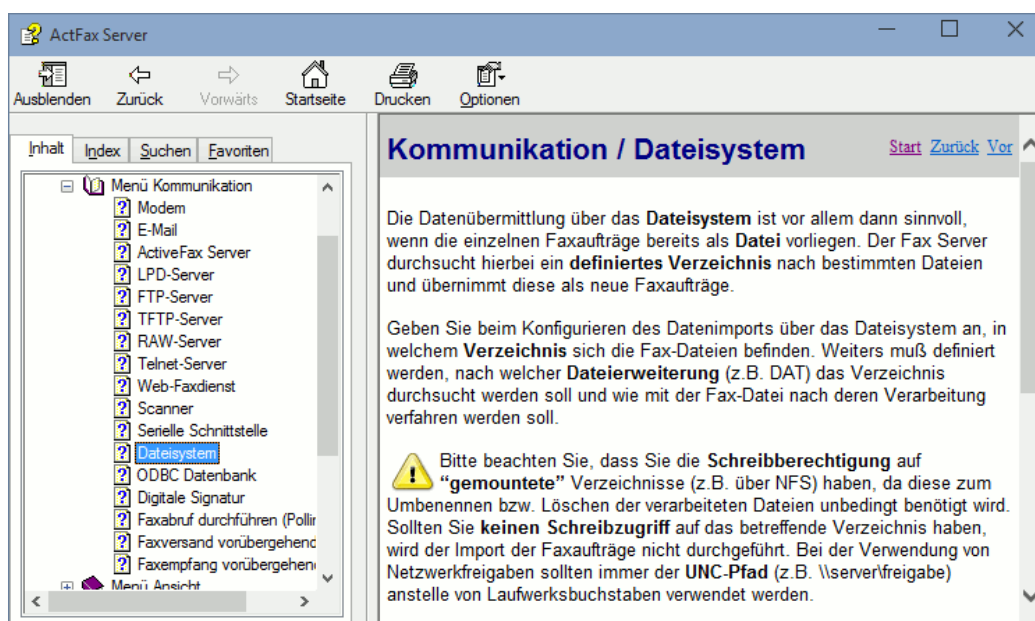 ActFax Server
Ausblenden Zurück Vorwärts Startseite Drucken Optionen
Inhalt Index Suchen Favoriten
Menü Kommunikation
Modem
E-Mail
ActiveFax Server
LPD-Server
FTP-Server
TFTP-Server
RAW-Server
Telnet-Server
Web-Faxdienst
Scanner
Serielle Schnittstelle
Dateisystem
ODBC Datenbank
Digitale Signatur
Faxabruf durchführen (Pollir
Faxversand vorübergehend
Faxempfang vorübergehen
Menü Ansicht
Kommunikation / Dateisystem Start Zurück Vor
Die Datenübermittlung über das Dateisystem ist vor allem dann sinnvoll,
wenn die einzelnen Faxaufträge bereits als Datei vorliegen. Der Fax Server
durchsucht hierbei ein definiertes Verzeichnis nach bestimmten Dateien
und übernimmt diese als neue Faxaufträge.
Geben Sie beim Konfigurieren des Datenimports über das Dateisystem an, in
welchem Verzeichnis sich die Fax-Dateien befinden. Weiters muß definiert
werden, nach welcher Dateierweiterung (z.B. DAT) das Verzeichnis
durchsucht werden soll und wie mit der Fax-Datei nach deren Verarbeitung
verfahren werden soll.
Bitte beachten Sie, dass Sie die Schreibberechtigung auf
“gemountete” Verzeichnisse (z.B. über NFS) haben, da diese zum
Umbenennen bzw. Löschen der verarbeiteten Dateien unbedingt benötigt wird.
Sollten Sie keinen Schreibzugriff auf das betreffende Verzeichnis haben,
wird der Import der Faxaufträge nicht durchgeführt. Bei der Verwendung von
Netzwerkfreigaben sollten immer der UNC-Pfad (z.B. \\server\freigabe)
anstelle von Laufwerksbuchstaben verwendet werden.